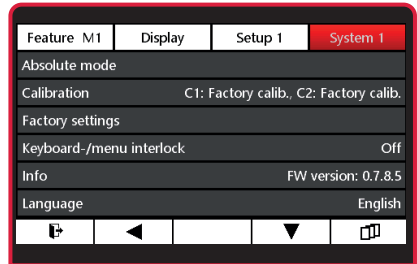 Feature M1 Display Setup 1 System 1
Absolute mode
Calibration C1: Factory calib., C2: Factory calib.
Factory settings
Keyboard-/menu interlock Off
Info FW version: 0.7.8.5
Language English